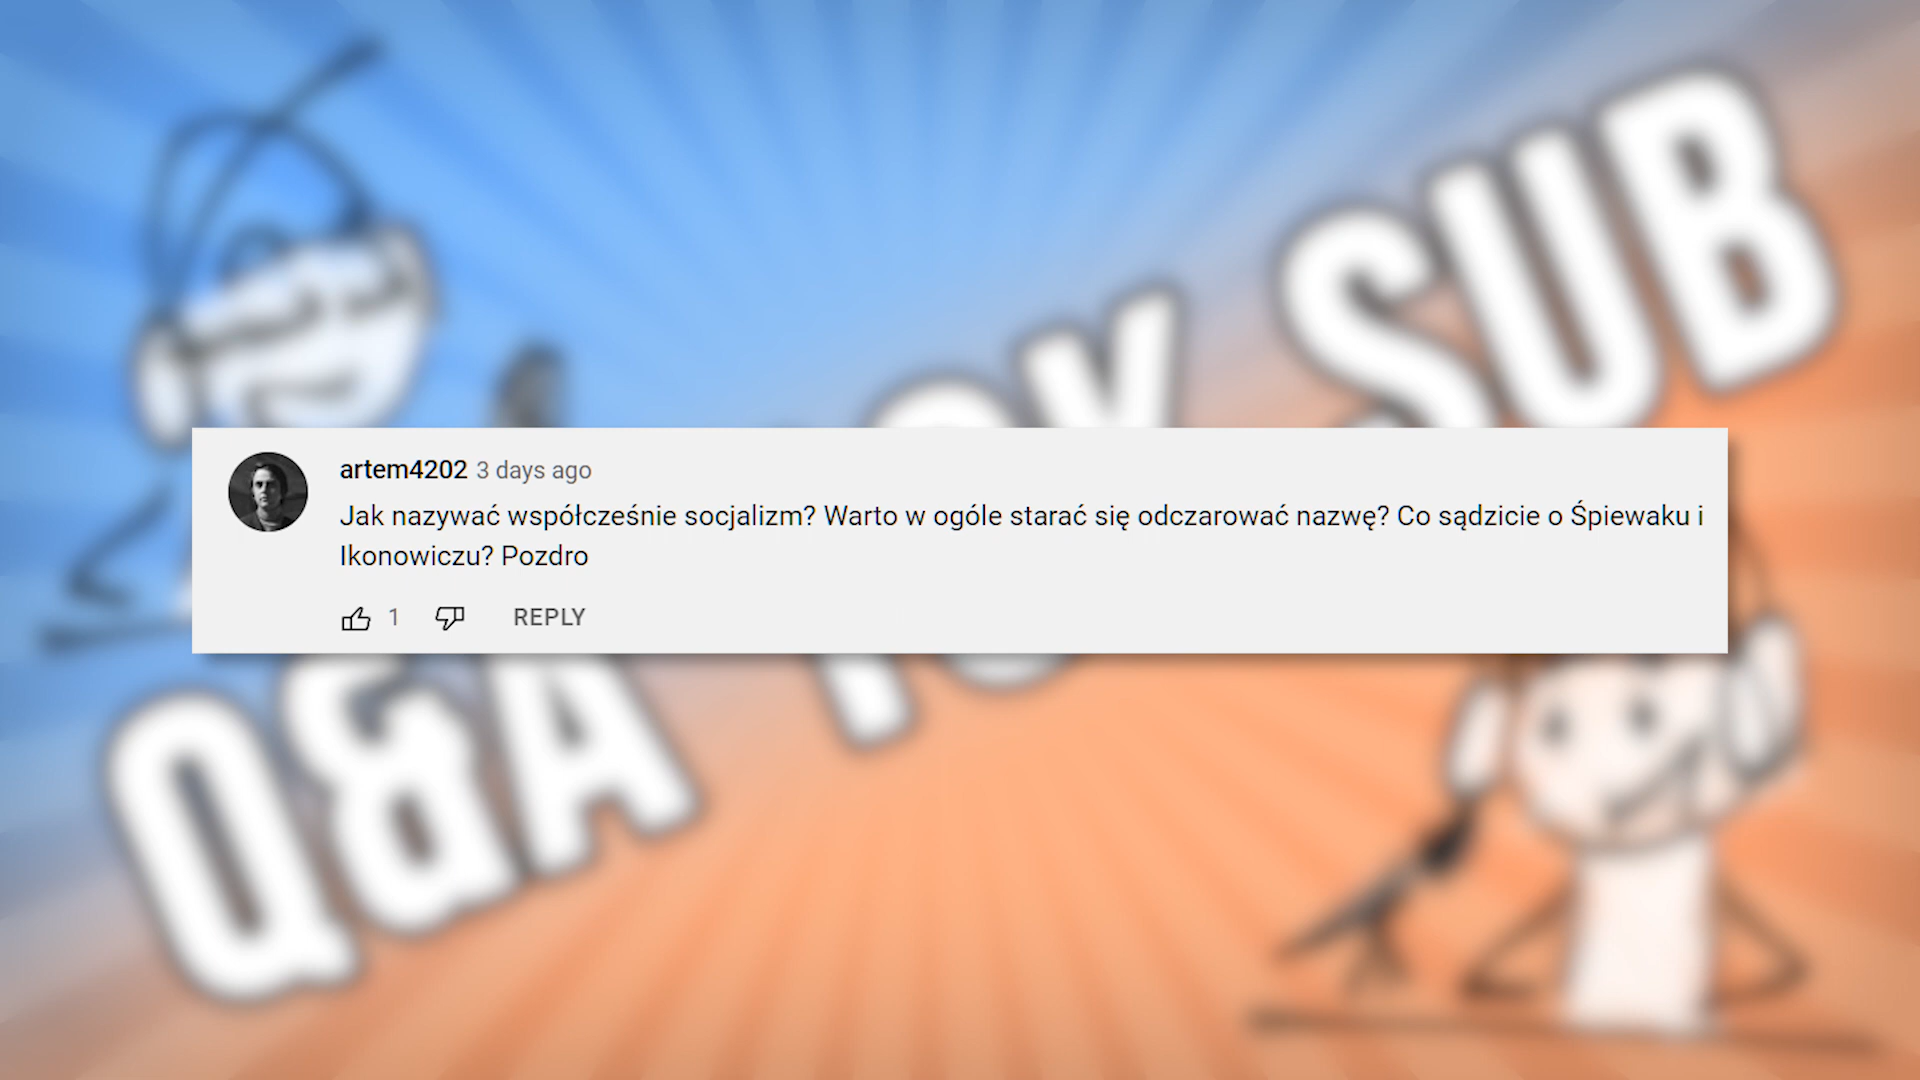 artem4202 3 days ago
Jak nazywać współcześnie socjalizm? Warto w ogóle starać się odczarować nazwę? Co sądzicie o Śpiewaku i
Ikonowiczu? Pozdro
1 REPLY
Q&A
SUB